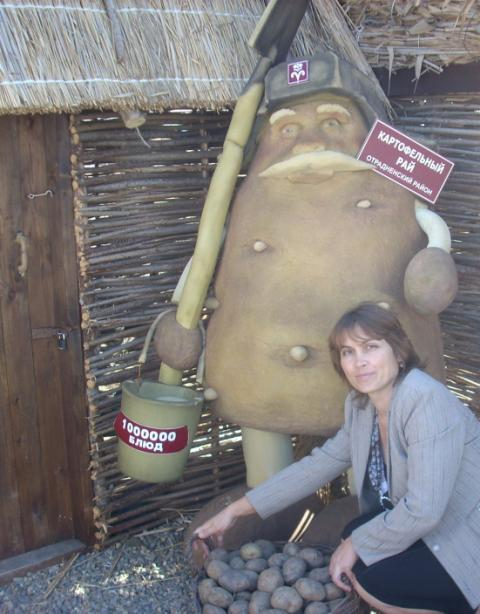 КАРТОФЕЛЬНЫЙ
РАЙ
ОТРАДНЕНСКИЙ РАЙОН
1000000
БЛЮД